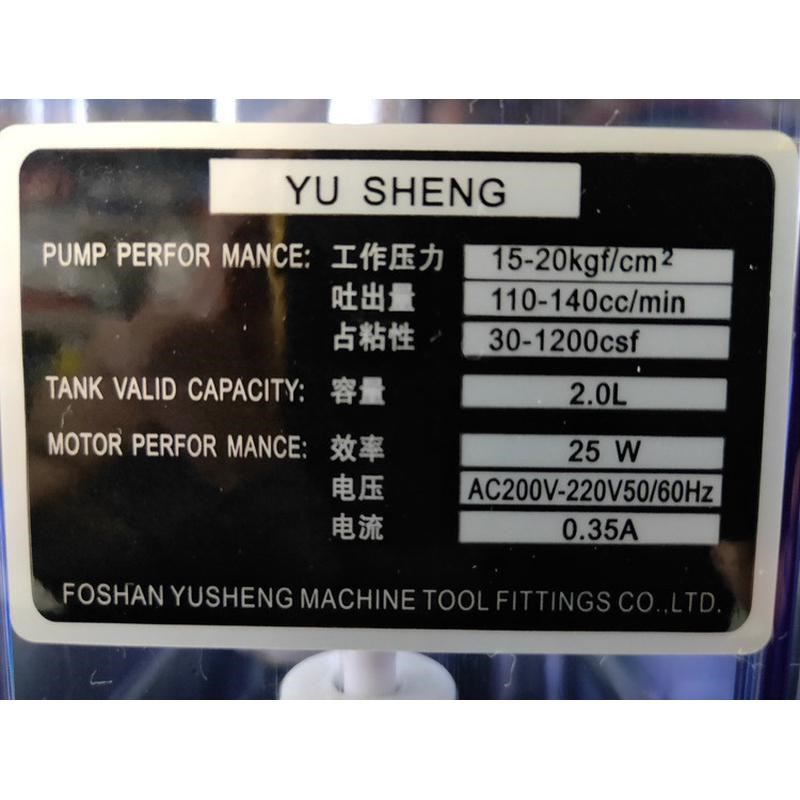 YU SHENG
PUMP PERFOR MANCE: 工作压力 15-20kgf/cm²
吐出量 110-140cc/min
占粘性 30-1200csf
TANK VALID CAPACITY: 容量 2.0L
MOTOR PERFOR MANCE: 效率 25 W
电压 AC200V-220V50/60Hz
电流 0.35A
FOSHAN YUSHENG MACHINE TOOL FITTINGS CO.,LTD.